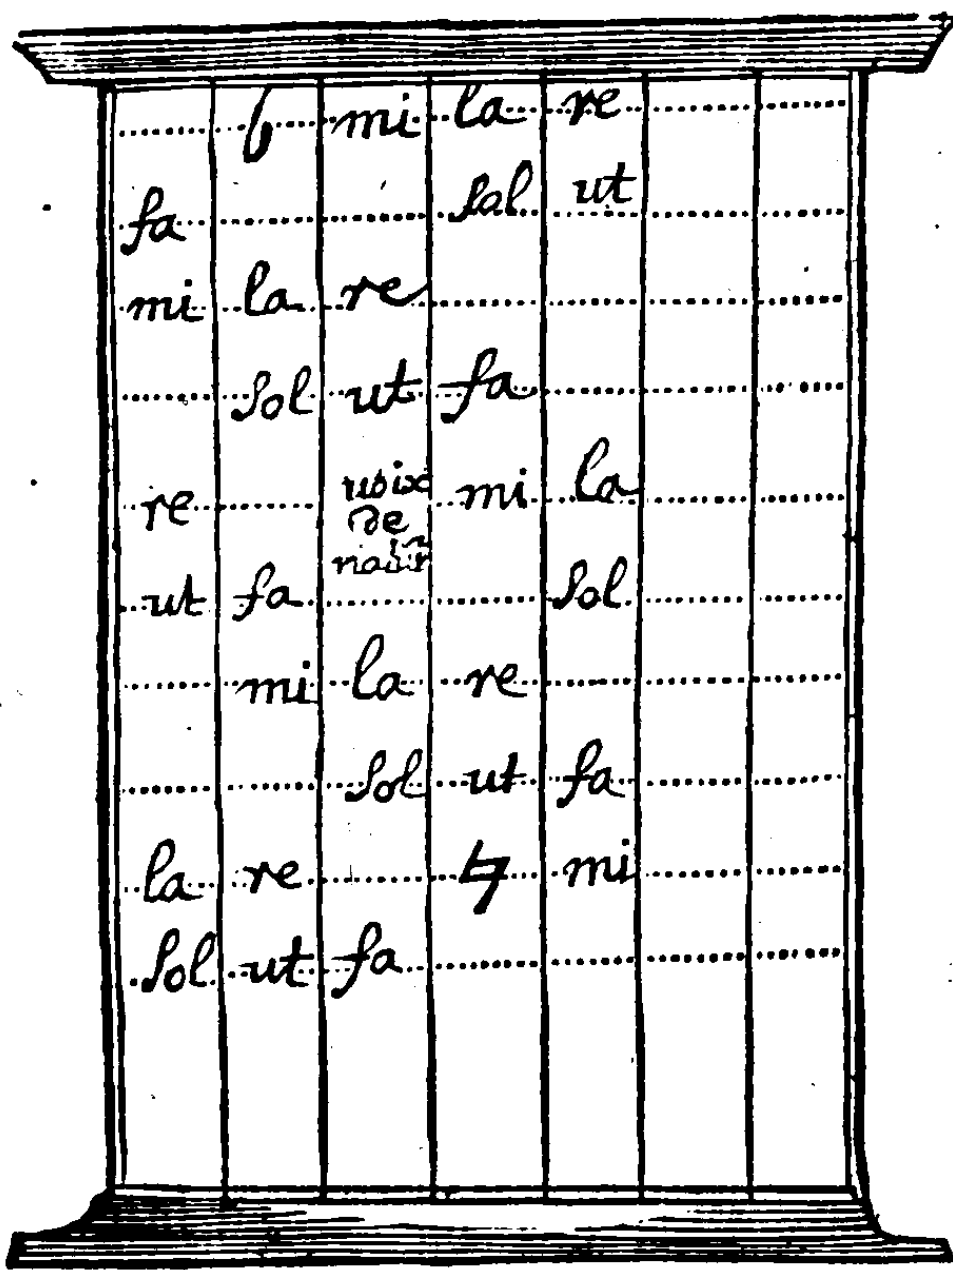 ♭ mi la re
fa sol ut
mi la re
sol ut fa
re voix mi la
de
ut fa sol
mi la re
sol ut fa
la re ♮ mi
sol ut fa